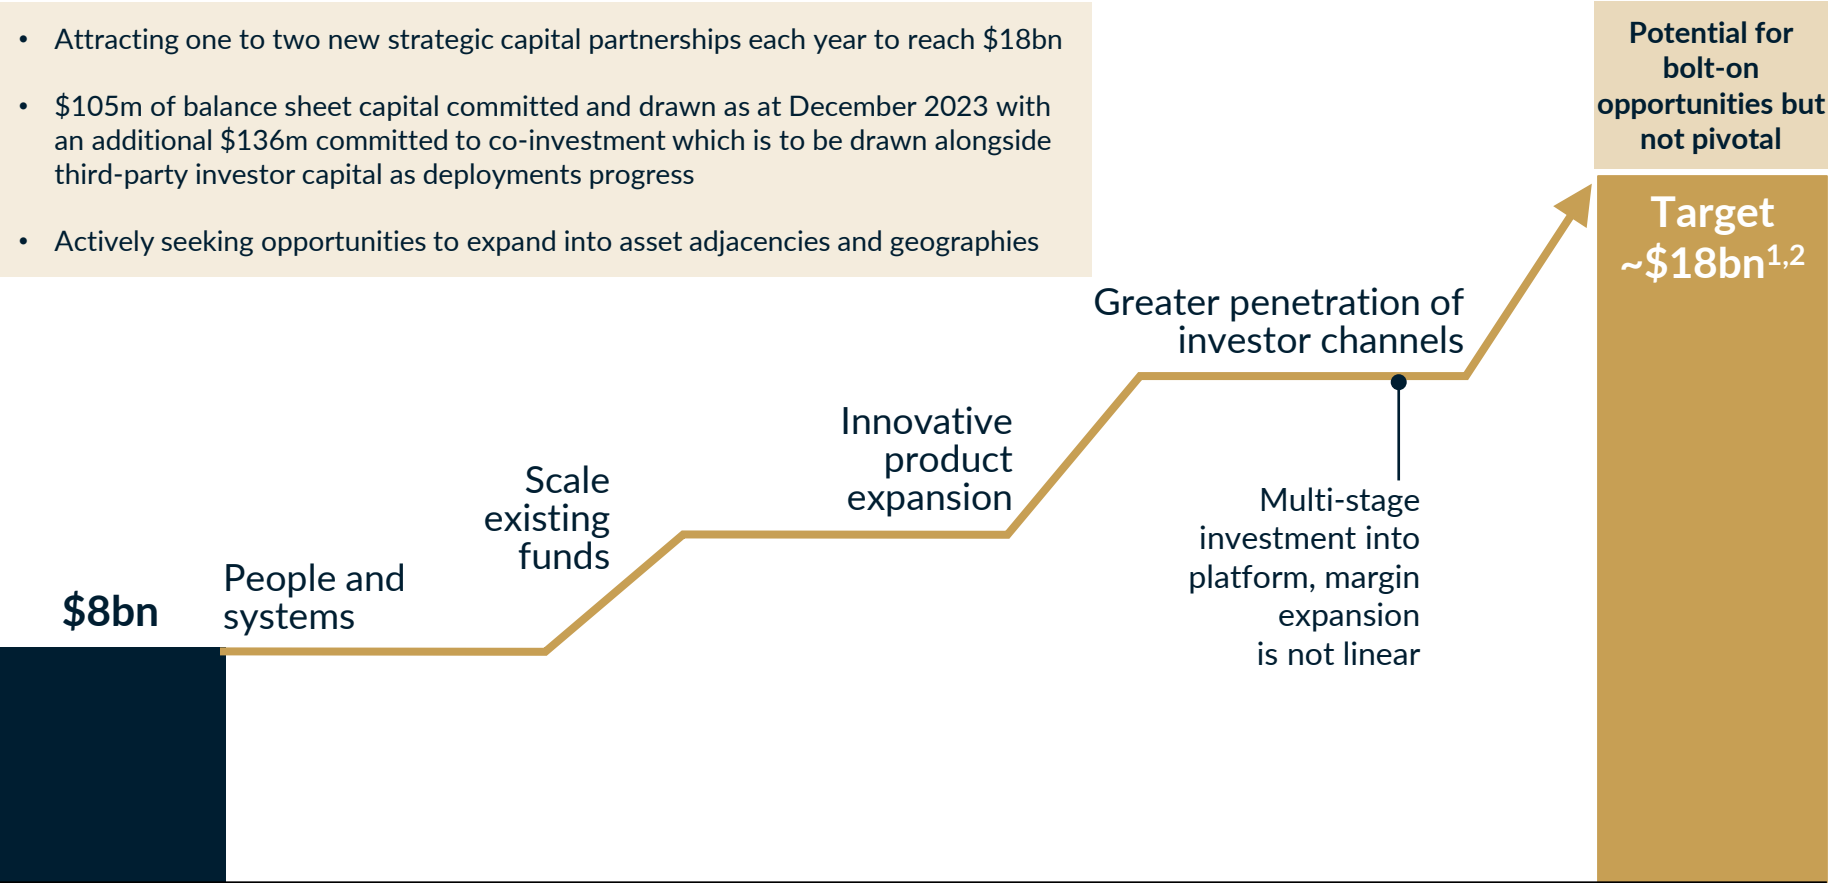 • Attracting one to two new strategic capital partnerships each year to reach $18bn
• $105m of balance sheet capital committed and drawn as at December 2023 with
an additional $136m committed to co-investment which is to be drawn alongside
third-party investor capital as deployments progress
• Actively seeking opportunities to expand into asset adjacencies and geographies
Potential for
bolt-on
opportunities but
not pivotal
Target
~$18bn¹,²
Greater penetration of
investor channels
Innovative
product
expansion
Scale
existing
funds
People and
systems
$8bn
Multi-stage
investment into
platform, margin
expansion
is not linear